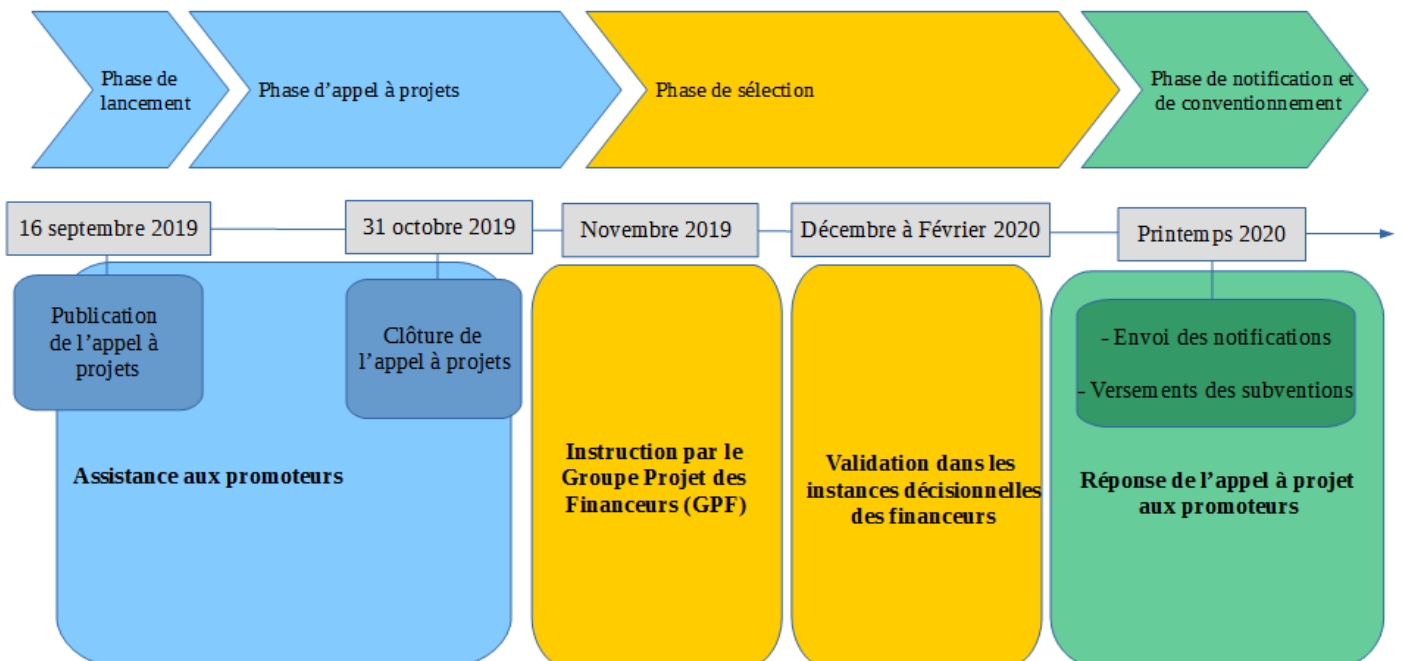 Phase de
lancement
Phase d’appel à projets
Phase de sélection
Phase de notification et
de conventionnement
16 septembre 2019
31 octobre 2019
Novembre 2019
Décembre à Février 2020
Printemps 2020
Publication
de l’appel à
projets
Clôture de
l’appel à projets
- Envoi des notifications
- Versements des subventions
Assistance aux promoteurs
Instruction par le
Groupe Projet des
Financeurs (GPF)
Validation dans les
instances décisionnelles
des financeurs
Réponse de l’appel à projet
aux promoteurs